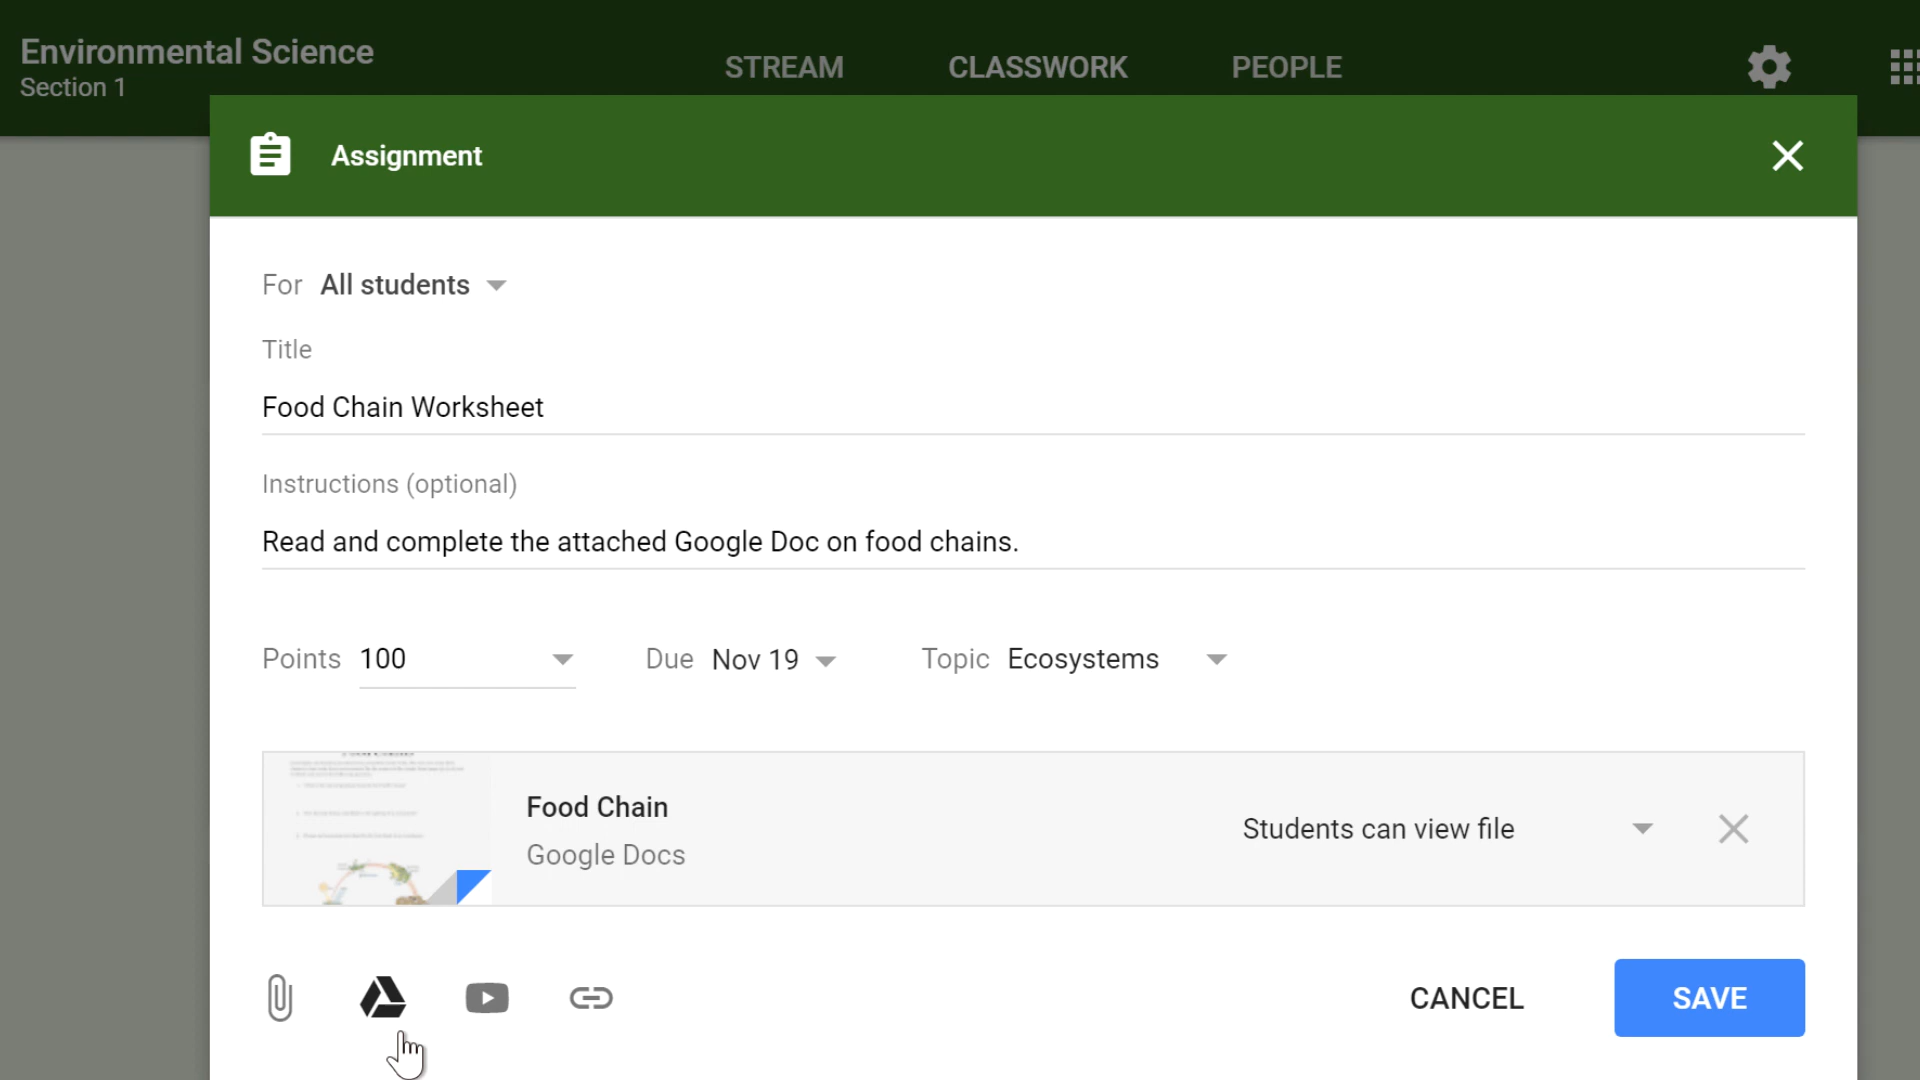 Environmental Science
Section 1
STREAM
CLASSWORK
PEOPLE
Assignment
For All students
Title
Food Chain Worksheet
Instructions (optional)
Read and complete the attached Google Doc on food chains.
Points 100
Due Nov 19
Topic Ecosystems
Food Chain
Google Docs
Students can view file
CANCEL
SAVE